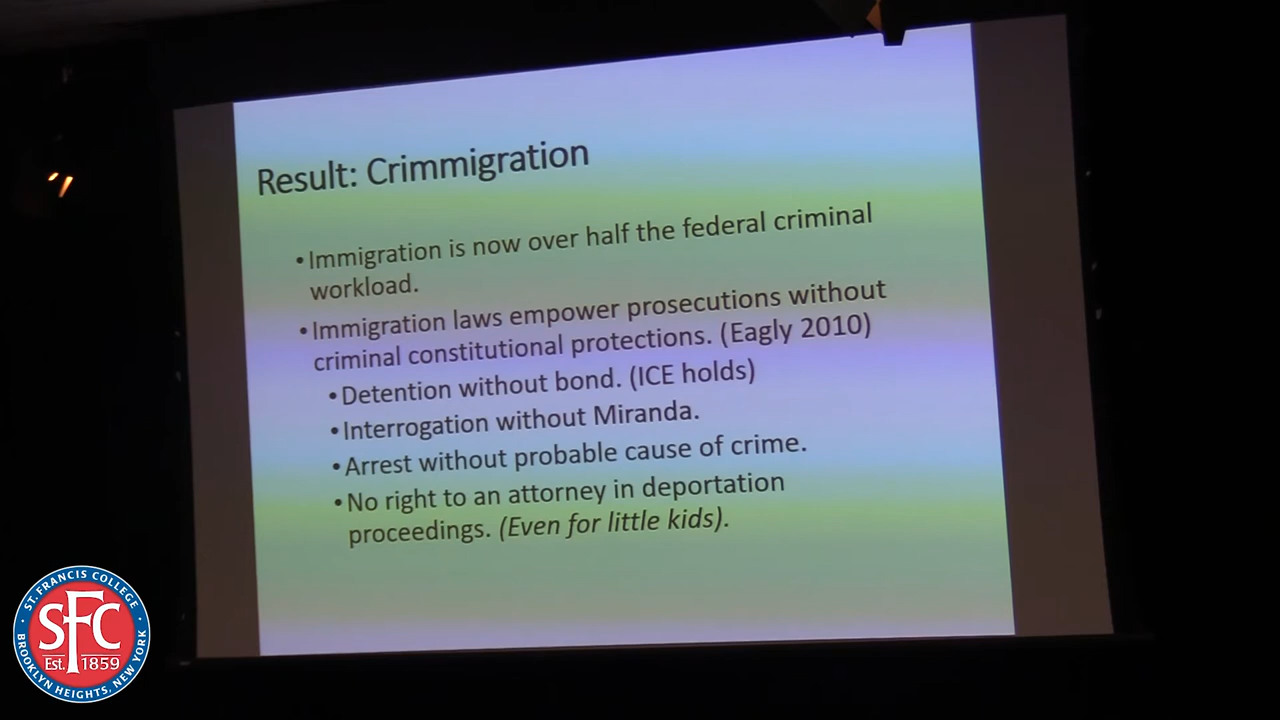 Result: Crimmigration
• Immigration is now over half the federal criminal
workload.
• Immigration laws empower prosecutions without
criminal constitutional protections. (Eagly 2010)
• Detention without bond. (ICE holds)
• Interrogation without Miranda.
• Arrest without probable cause of crime.
• No right to an attorney in deportation
proceedings. (Even for little kids).
ST. FRANCIS COLLEGE
SFC
Est. 1859
BROOKLYN HEIGHTS, NEW YORK